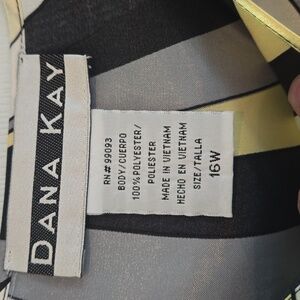 DANA KAY
RN# 99093
BODY/CUERPO
100% POLYESTER/
POLIESTER
MADE IN VIETNAM
HECHO EN VIETNAM
SIZE/TALLA
16W